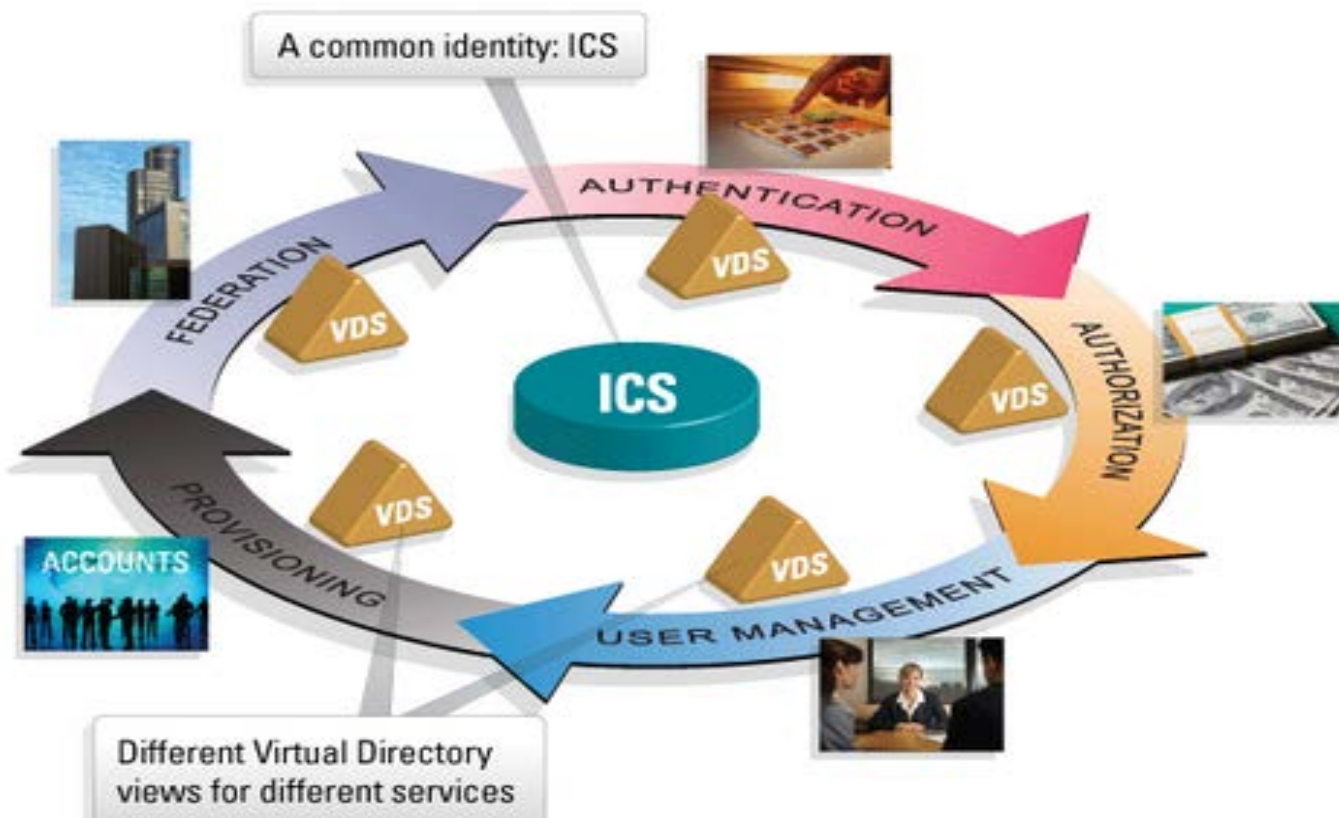 A common identity: ICS
AUTHENTICATION
FEDERATION
VDS
VDS
AUTHORIZATION
VDS
ICS
PROVISIONING
VDS
VDS
ACCOUNTS
USER MANAGEMENT
Different Virtual Directory
views for different services